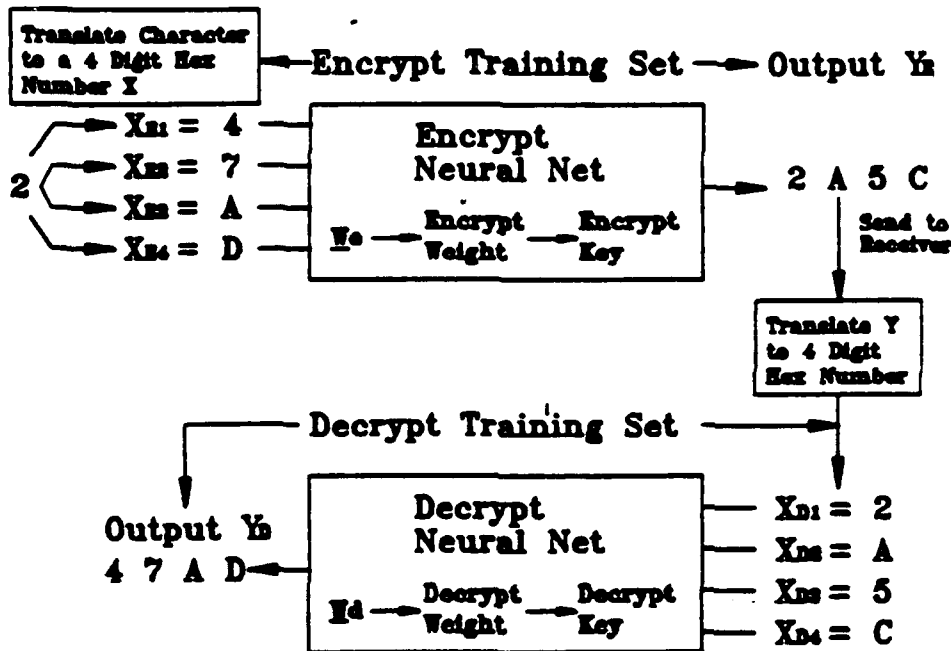 Translate Character
to a 4 Digit Hex
Number X
Encrypt Training Set
Output YE
2
XE1 = 4
XE2 = 7
XE3 = A
XE4 = D
Encrypt
Neural Net
We
Encrypt
Weight
Encrypt
Key
2 A 5 C
Send to
Receiver
Translate Y
to 4 Digit
Hex Number
Decrypt Training Set
Output YD
4 7 A D
Decrypt
Neural Net
Wd
Decrypt
Weight
Decrypt
Key
XD1 = 2
XD2 = A
XD3 = 5
XD4 = C